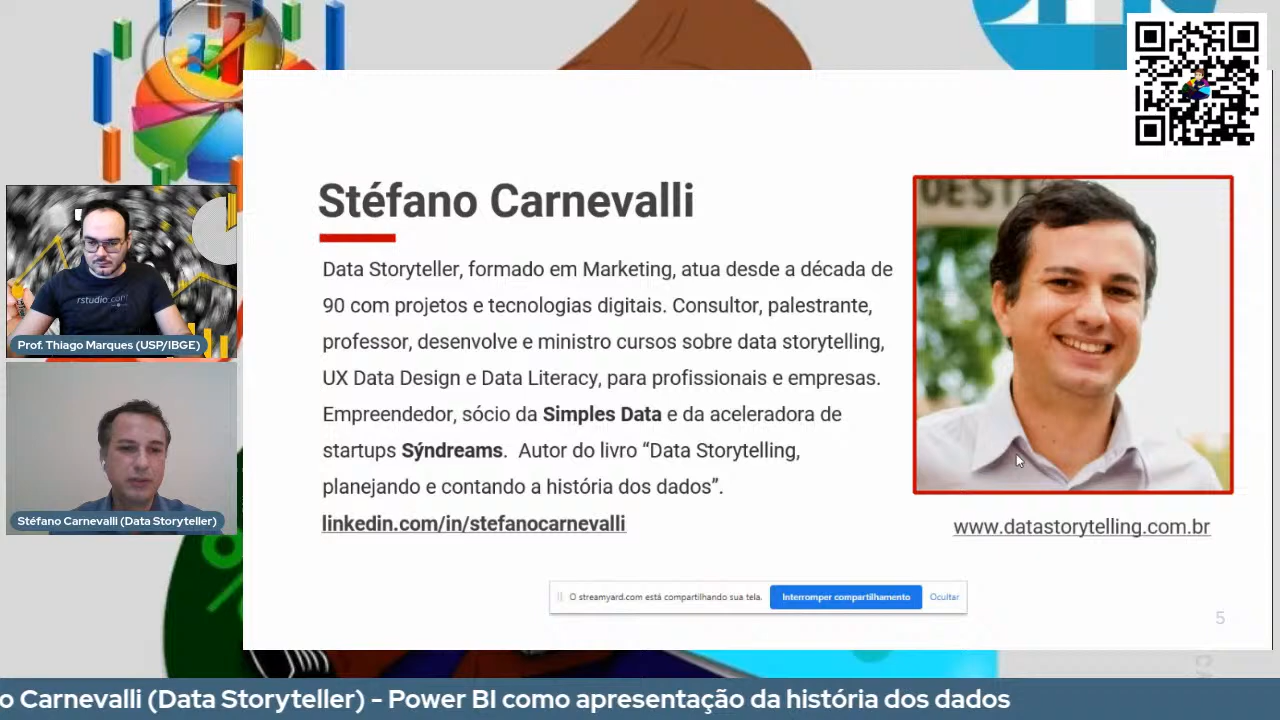 Stéfano Carnevalli
Data Storyteller, formado em Marketing, atua desde a década de
90 com projetos e tecnologias digitais. Consultor, palestrante,
professor, desenvolve e ministro cursos sobre data storytelling,
UX Data Design e Data Literacy, para profissionais e empresas.
Empreendedor, sócio da Simples Data e da aceleradora de
startups Sýndreams. Autor do livro “Data Storytelling,
planejando e contando a história dos dados”.
linkedin.com/in/stefanocarnevalli
www.datastorytelling.com.br
rstudio::conf
Prof. Thiago Marques (USP/IBGE)
Stéfano Carnevalli (Data Storyteller)
O streamyard.com está compartilhando sua tela.
Interromper compartilhamento
Ocultar
5
%
o Carnevalli (Data Storyteller) - Power BI como apresentação da história dos dados